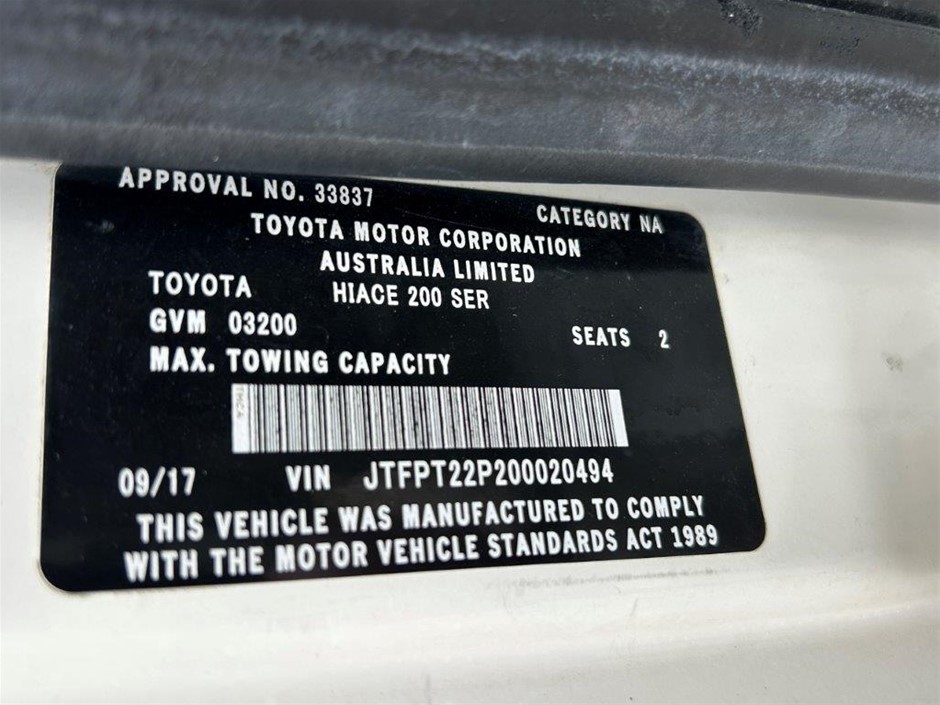 APPROVAL NO. 33837
CATEGORY NA
TOYOTA MOTOR CORPORATION
AUSTRALIA LIMITED
TOYOTA HIACE 200 SER
GVM 03200 SEATS 2
MAX. TOWING CAPACITY
TMCA
09/17 VIN JTFPT22P200020494
THIS VEHICLE WAS MANUFACTURED TO COMPLY
WITH THE MOTOR VEHICLE STANDARDS ACT 1989